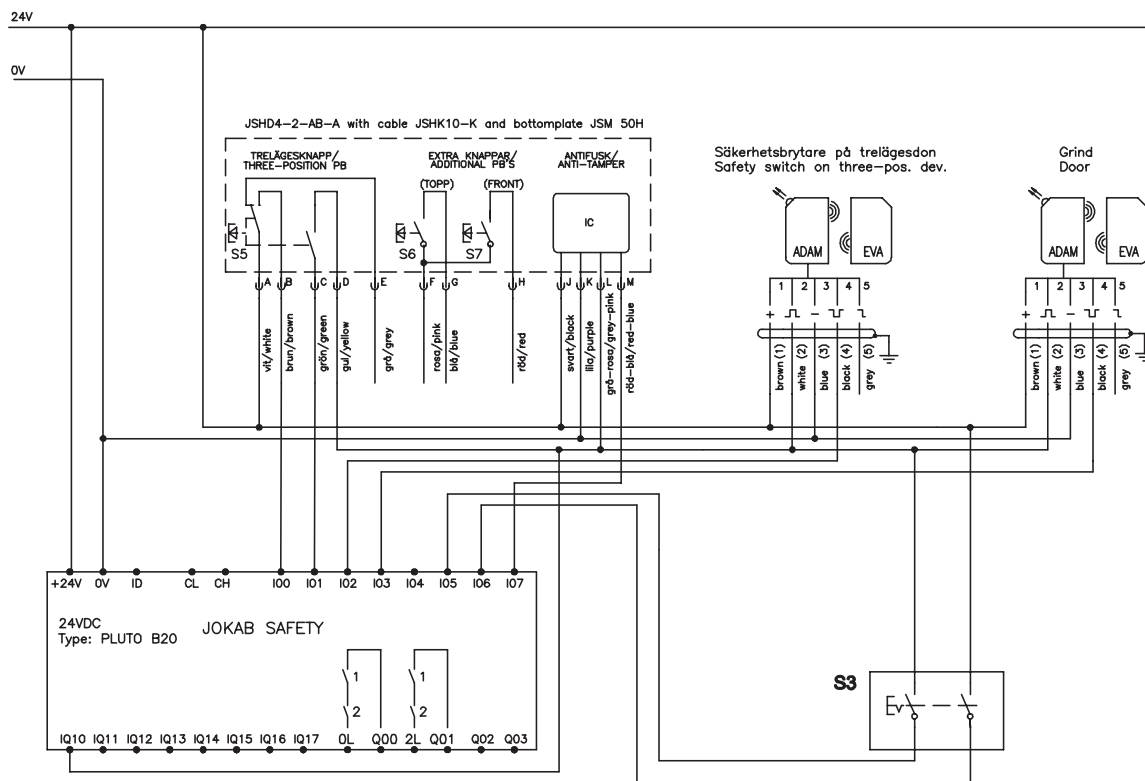 24V
0V
JSHD4-2-AB-A with cable JSHK10-K and bottomplate JSM 50H
TRELÄGESKNAPP/
THREE-POSITION PB
EXTRA KNAPPAR/
ADDITIONAL PB'S
ANTIFUSK/
ANTI-TAMPER
(TOPP)
(FRONT)
IC
S5
S6
S7
A B C D E F G H J K L M
vit/white
brun/brown
grön/green
gul/yellow
grå/grey
rosa/pink
blå/blue
röd/red
svart/black
lila/purple
grå-rosa/grey-pink
röd-blå/red-blue
Säkerhetsbrytare på trelägesdon
Safety switch on three-pos. dev.
ADAM
EVA
1 2 3 4 5
+ –
brown (1)
white (2)
blue (3)
black (4)
grey (5)
Grind
Door
ADAM
EVA
1 2 3 4 5
+ –
brown (1)
white (2)
blue (3)
black (4)
grey (5)
+24V 0V ID CL CH I00 I01 I02 I03 I04 I05 I06 I07
24VDC
Type: PLUTO B20
JOKAB SAFETY
1 1
2 2
IQ10 IQ11 IQ12 IQ13 IQ14 IQ15 IQ16 IQ17 0L Q00 2L Q01 Q02 Q03
S3